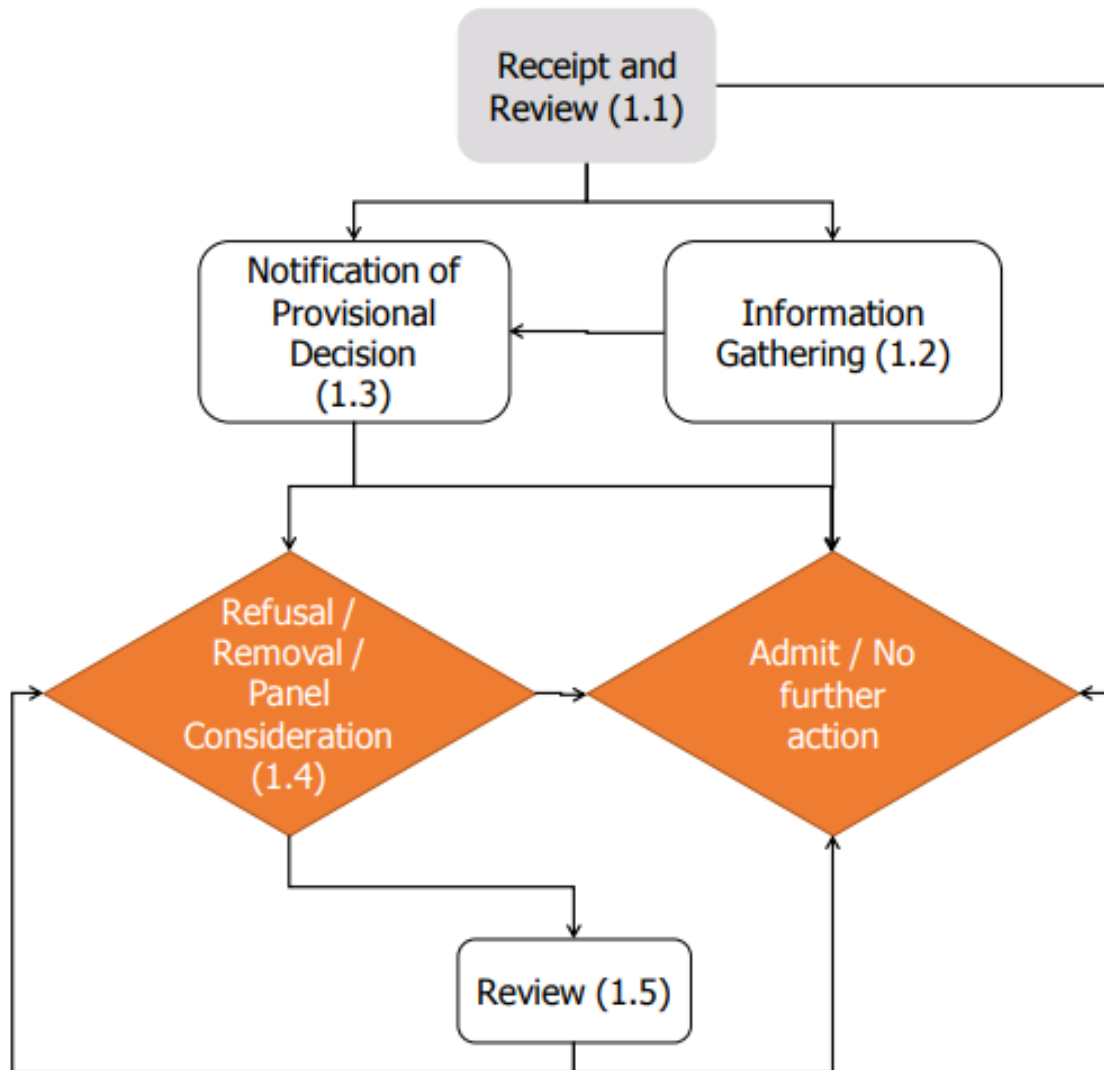 Receipt and
Review (1.1)
Notification of
Provisional
Decision
(1.3)
Information
Gathering (1.2)
Refusal /
Removal /
Panel
Consideration
(1.4)
Admit / No
further
action
Review (1.5)